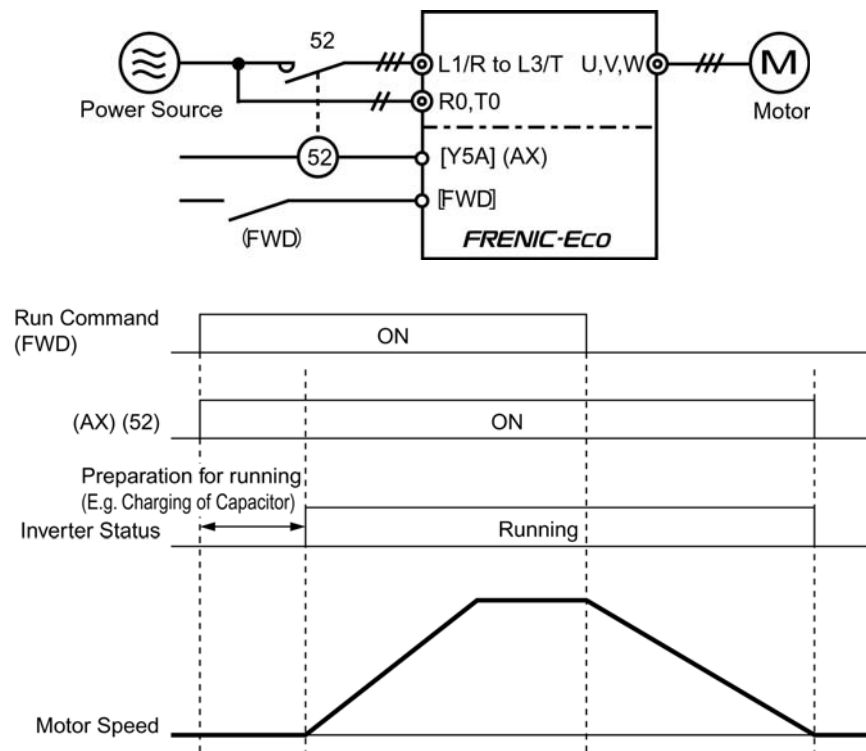 52
L1/R to L3/T U,V,W
M
Power Source
R0,T0
Motor
52
[Y5A] (AX)
[FWD]
(FWD)
FRENIC-Eco
Run Command
(FWD)
ON
(AX) (52)
ON
Preparation for running
(E.g. Charging of Capacitor)
Inverter Status
Running
Motor Speed